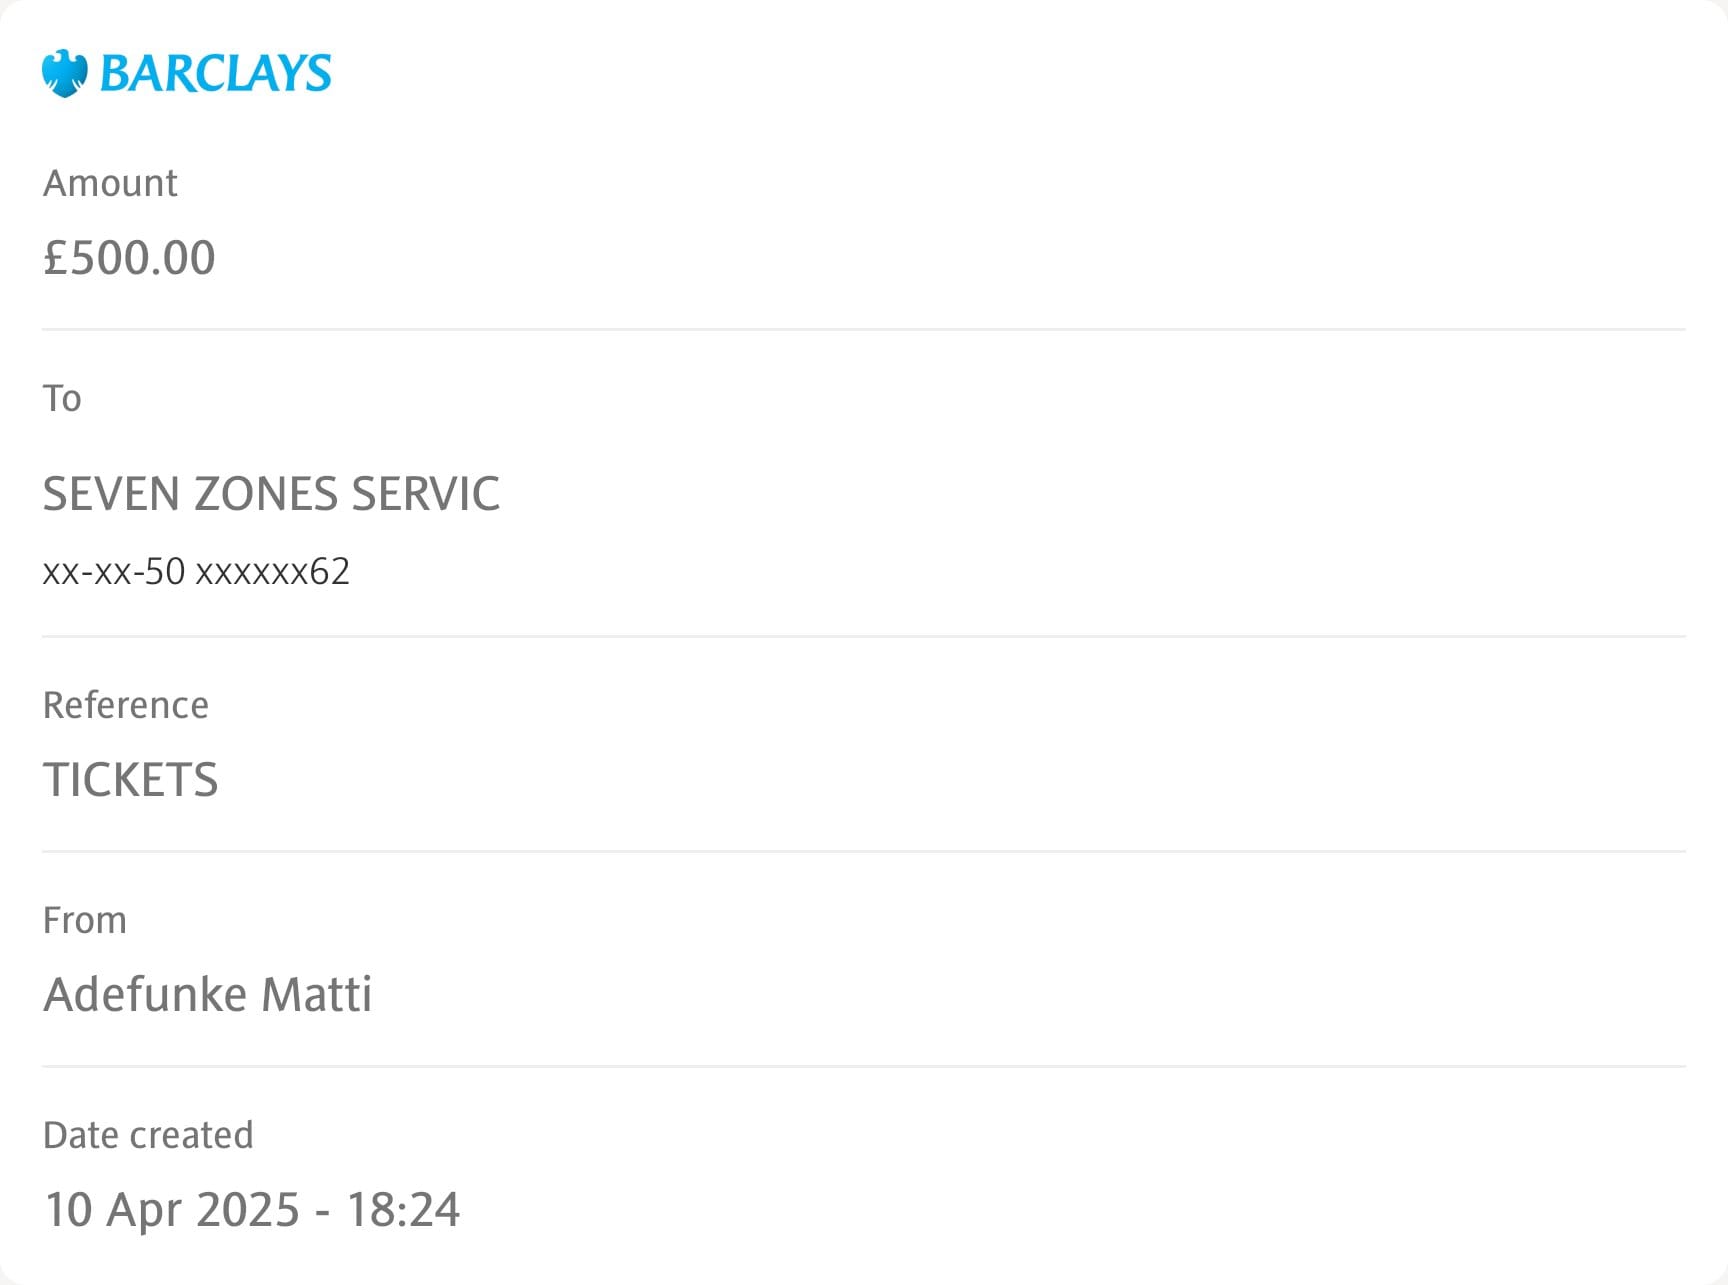 BARCLAYS
Amount
£500.00
To
SEVEN ZONES SERVIC
xx-xx-50 xxxxxx62
Reference
TICKETS
From
Adefunke Matti
Date created
10 Apr 2025 - 18:24